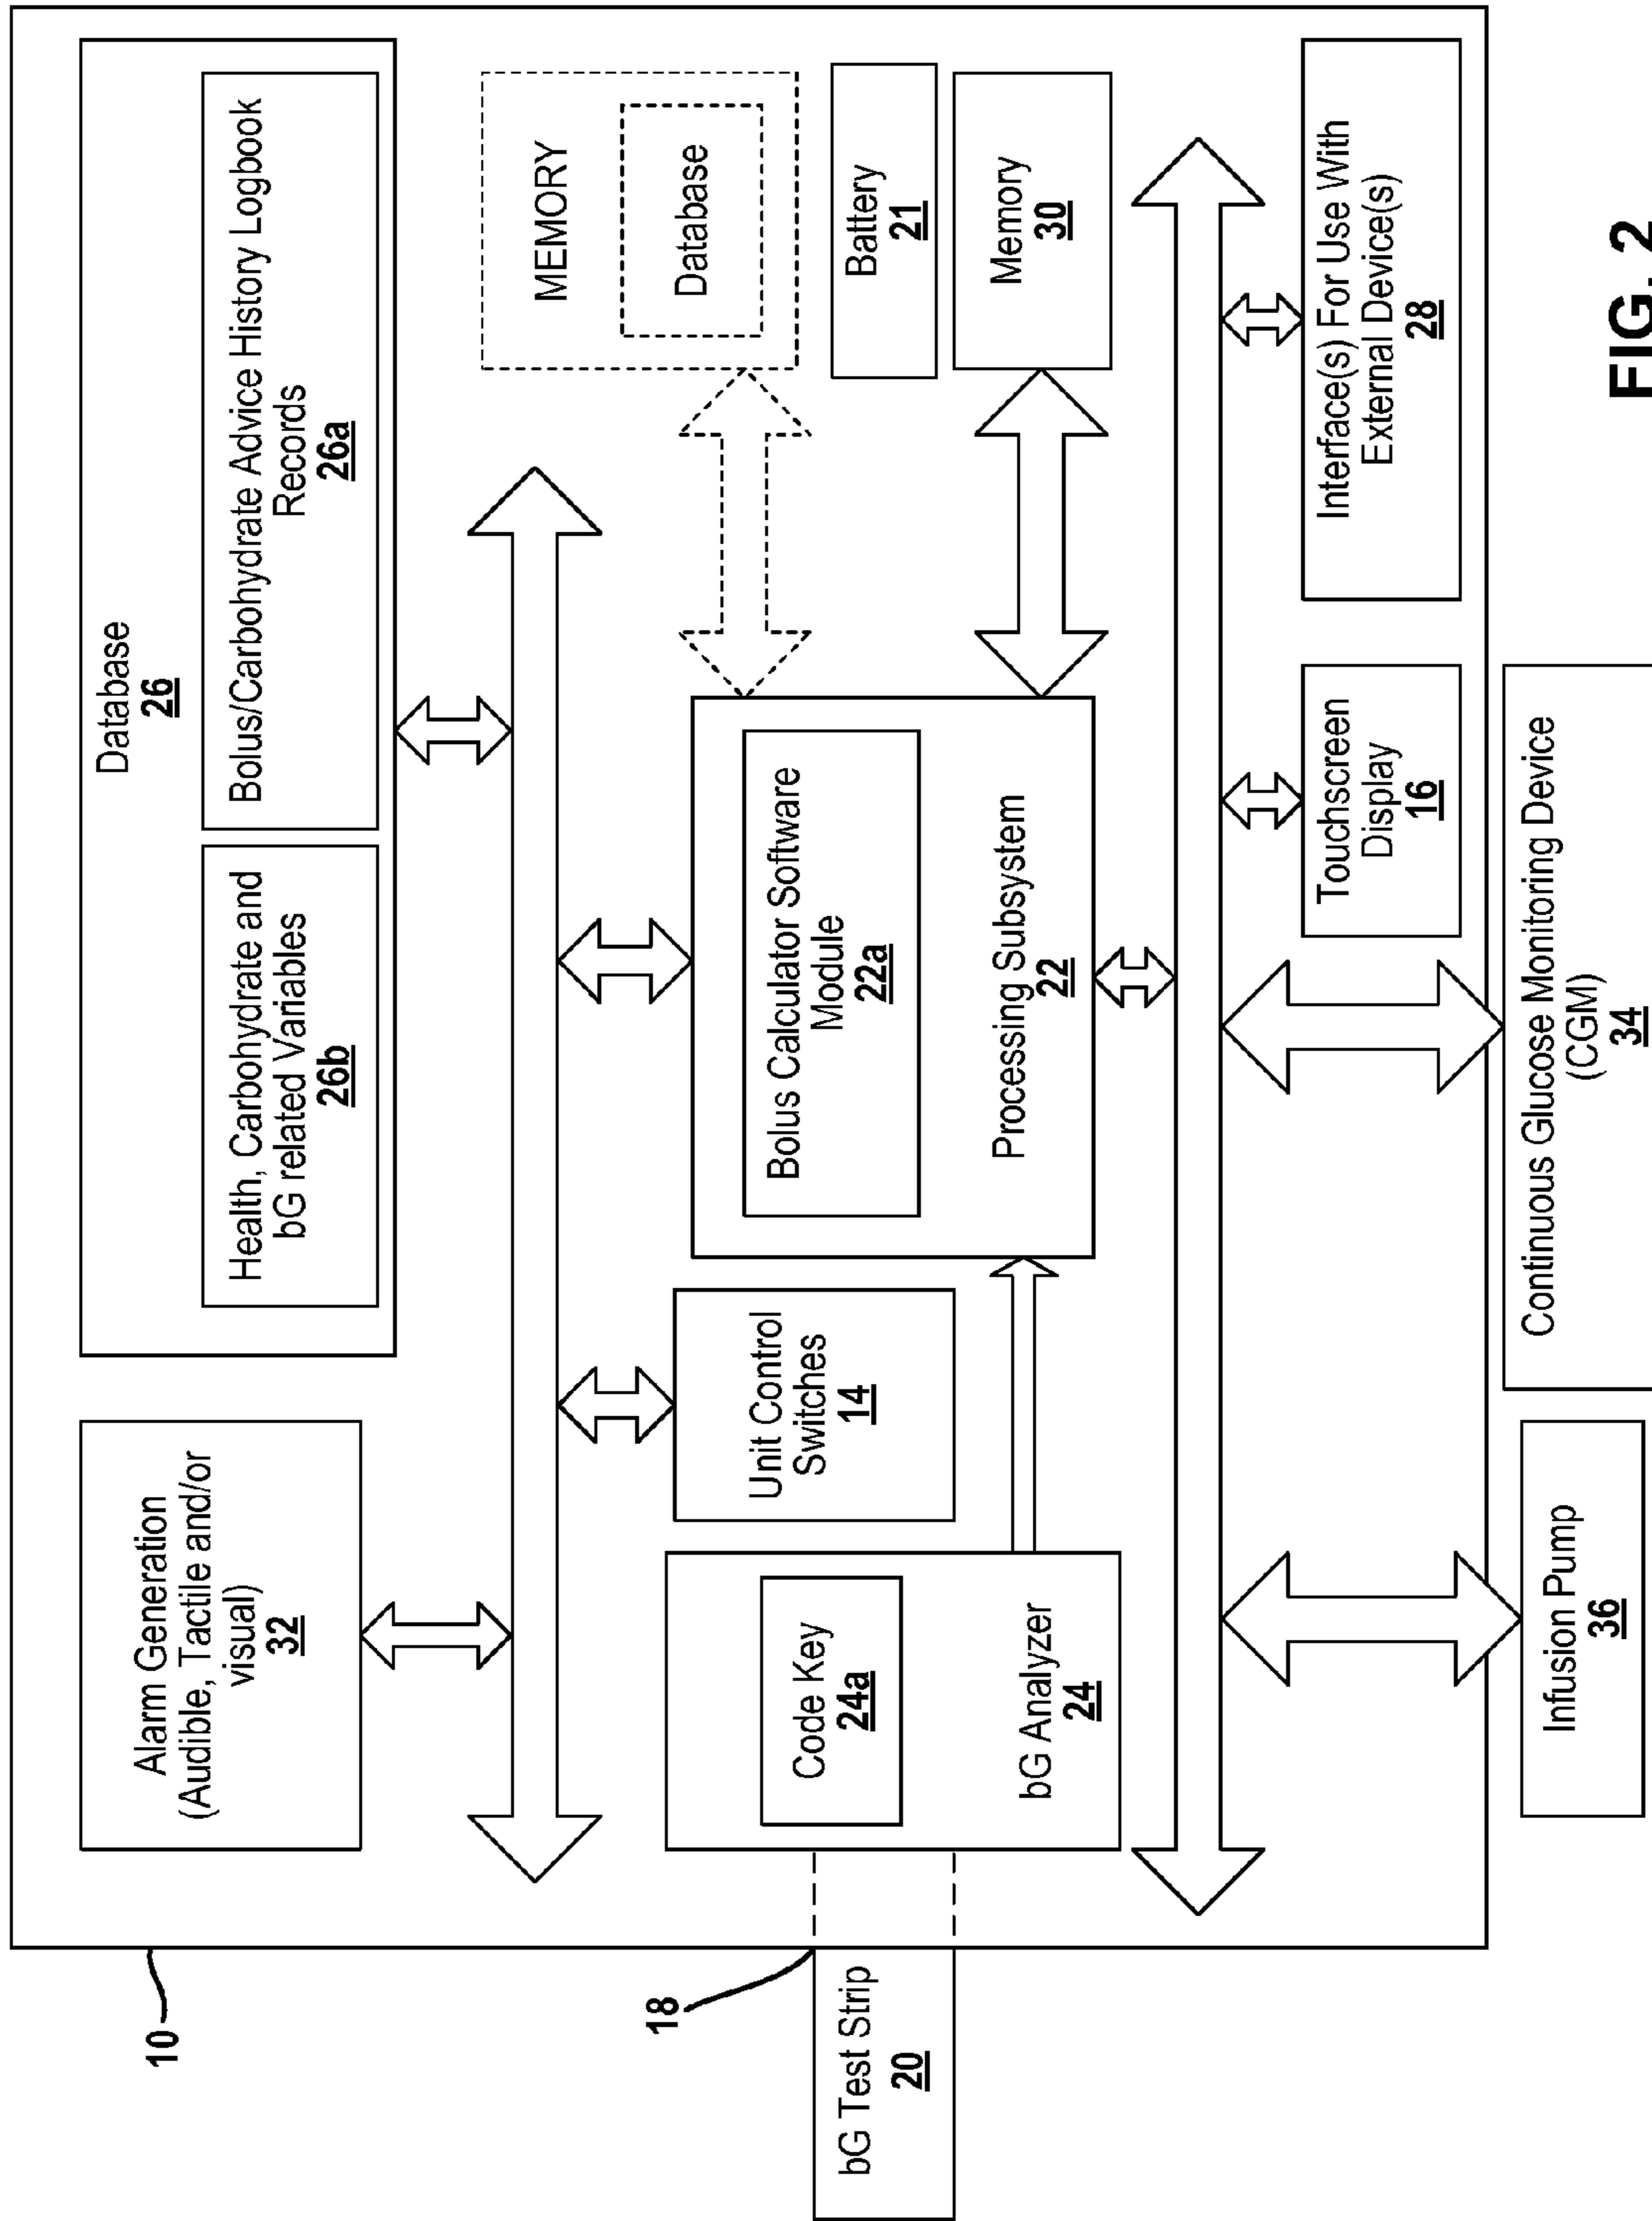 10
Alarm Generation
(Audible, Tactile and/or
visual)
32
Database
26
Health, Carbohydrate and
bG related Variables
26b
Bolus/Carbohydrate Advice History Logbook
Records
26a
18
bG Test Strip
20
Code Key
24a
bG Analyzer
24
Unit Control
Switches
14
Bolus Calculator Software
Module
22a
Processing Subsystem
22
MEMORY
Database
Battery
21
Memory
30
Infusion Pump
36
Continuous Glucose Monitoring Device
(CGM)
34
Touchscreen
Display
16
Interface(s) For Use With
External Device(s)
28
FIG. 2